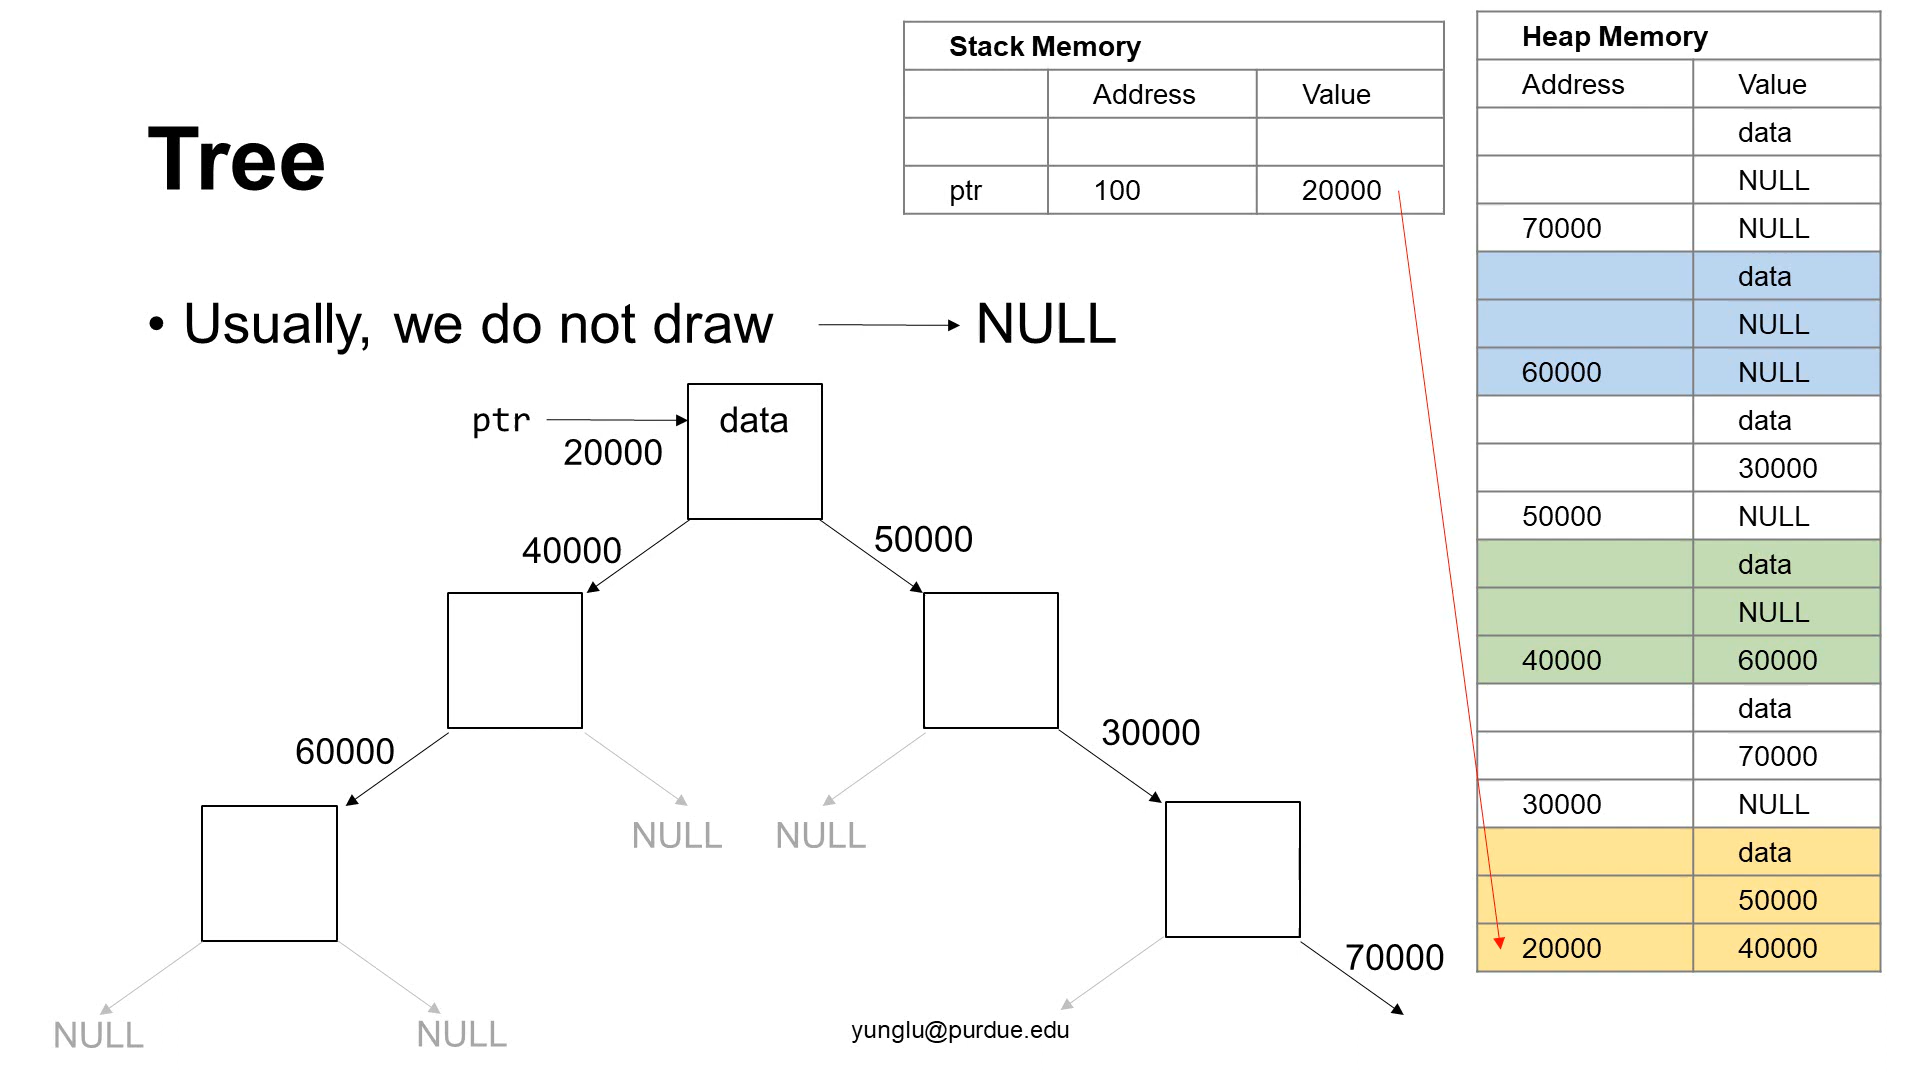 Tree
• Usually, we do not draw → NULL
Stack Memory
Address Value
ptr 100 20000
Heap Memory
Address Value
data
NULL
70000 NULL
data
NULL
60000 NULL
data
30000
50000 NULL
data
NULL
40000 60000
data
70000
30000 NULL
data
50000
20000 40000
ptr
data
20000
40000
50000
60000
30000
NULL
NULL
70000
NULL
NULL
yunglu@purdue.edu